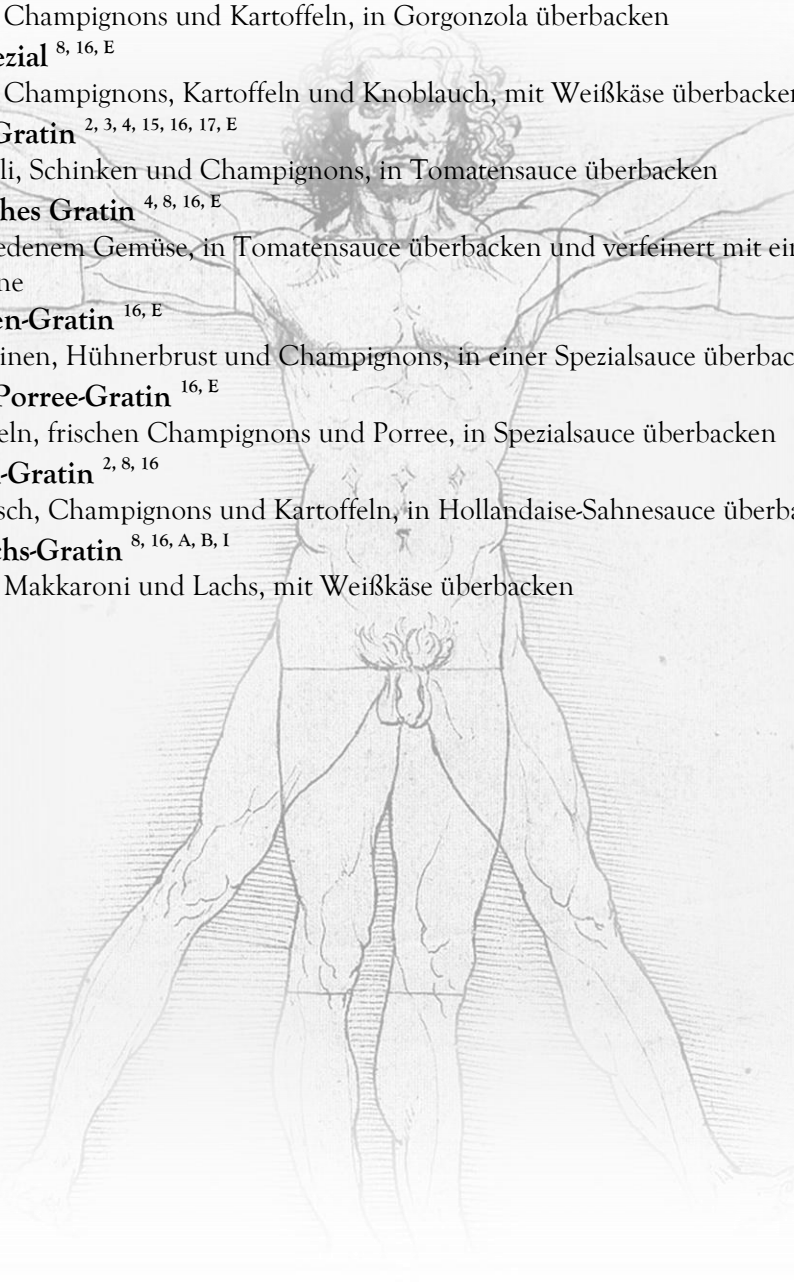 Champignons und Kartoffeln, in Gorgonzola überbacken
ezial 8, 16, E
Champignons, Kartoffeln und Knoblauch, mit Weißkäse überbacken
Gratin 2, 3, 4, 15, 16, 17, E
li, Schinken und Champignons, in Tomatensauce überbacken
hes Gratin 4, 8, 16, E
edenem Gemüse, in Tomatensauce überbacken und verfeinert mit ein
ne
en-Gratin 16, E
inen, Hühnerbrust und Champignons, in einer Spezialsauce überbac
Porree-Gratin 16, E
eln, frischen Champignons und Porree, in Spezialsauce überbacken
-Gratin 2, 8, 16
sch, Champignons und Kartoffeln, in Hollandaise-Sahnesauce überba
hs-Gratin 8, 16, A, B, I
Makkaroni und Lachs, mit Weißkäse überbacken